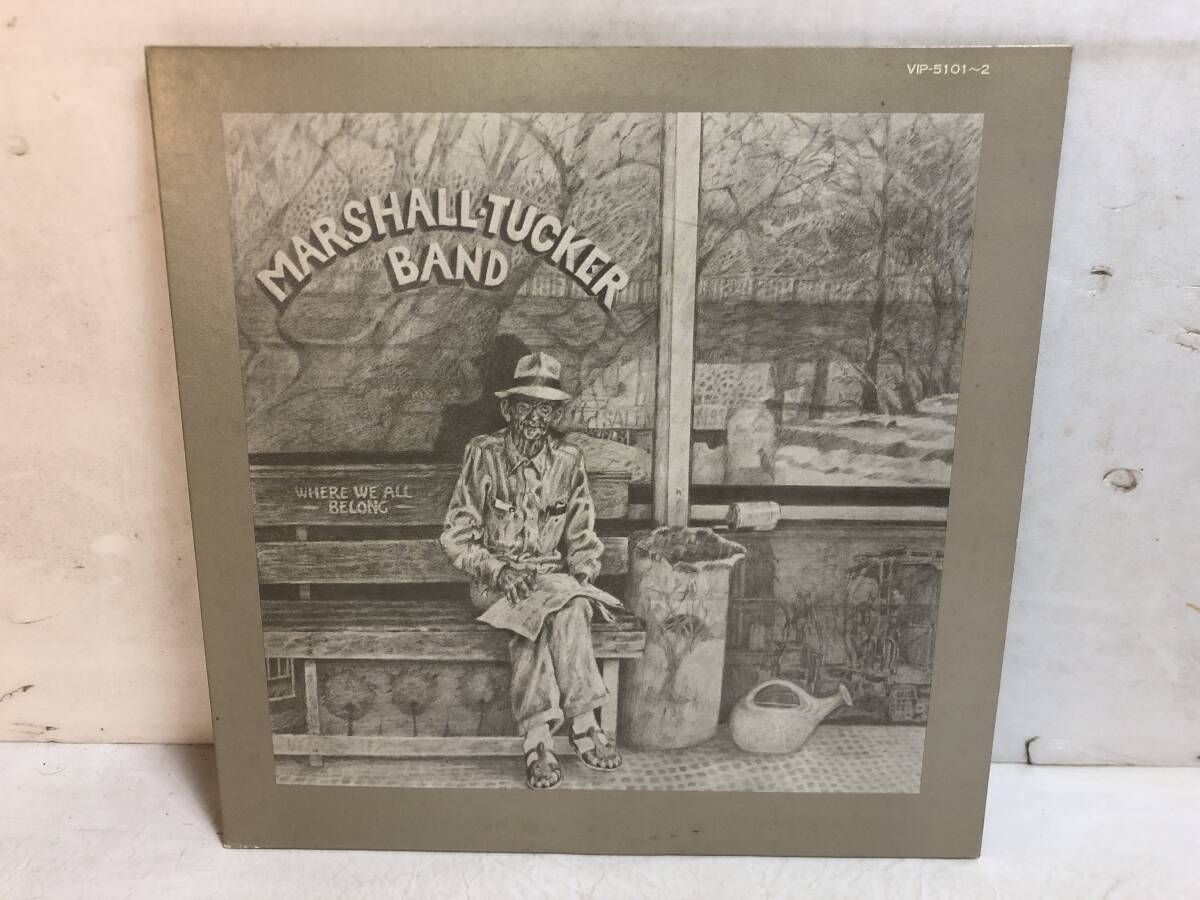 VIP-5101~2
MARSHALL·TUCKER
BAND
WHERE WE ALL
- BELONG -